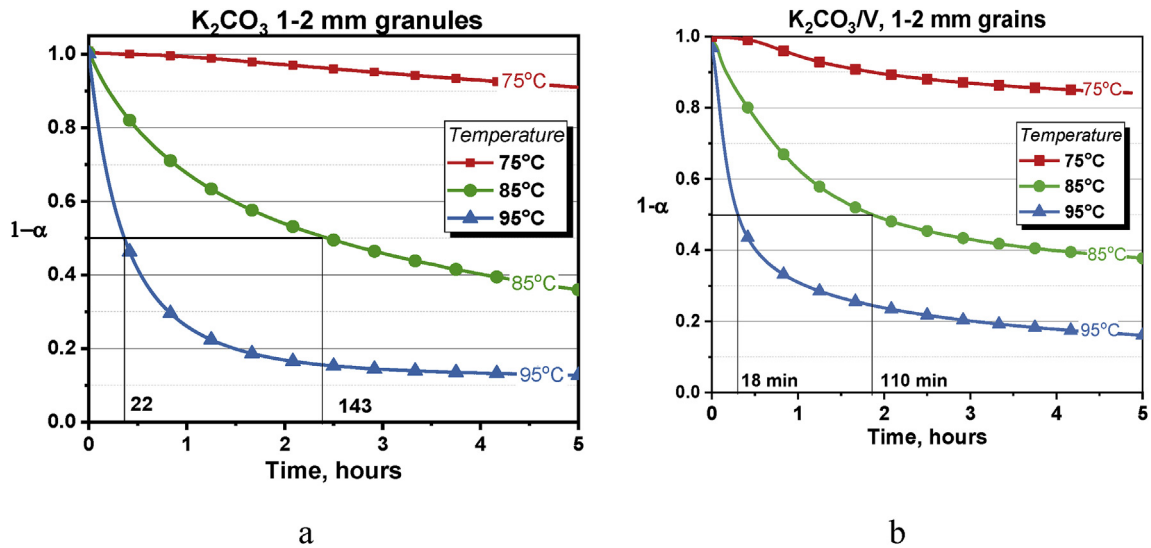 K₂CO₃ 1-2 mm granules
1.0
0.8
0.6
0.4
0.2
0.0
1−α
75°C
Temperature
75°C
85°C
95°C
85°C
95°C
22
143
0
1
2
3
4
5
Time, hours
a
K₂CO₃/V, 1-2 mm grains
1.0
0.8
0.6
0.4
0.2
0.0
1-α
75°C
Temperature
75°C
85°C
95°C
85°C
95°C
18 min
110 min
0
1
2
3
4
5
Time, hours
b